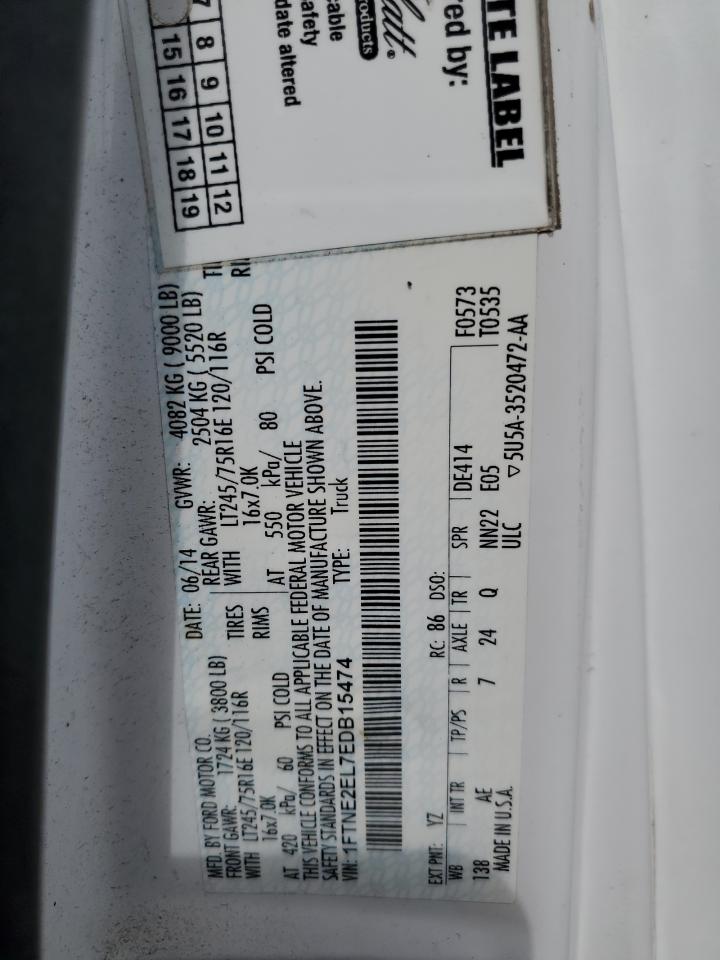 MFD. BY FORD MOTOR CO.
DATE: 06/14 GVWR: 4082 KG ( 9000 LB)
FRONT GAWR: 1724 KG ( 3800 LB)
REAR GAWR: 2504 KG ( 5520 LB)
WITH LT245/75R16E 120/116R TIRES WITH LT245/75R16E 120/116R
16x7.0K RIMS 16x7.0K
AT 420 kPa/ 60 PSI COLD AT 550 kPa/ 80 PSI COLD
THIS VEHICLE CONFORMS TO ALL APPLICABLE FEDERAL MOTOR VEHICLE
SAFETY STANDARDS IN EFFECT ON THE DATE OF MANUFACTURE SHOWN ABOVE.
VIN: 1FTNE2EL7EDB15474 TYPE: Truck
EXT PNT: YZ RC: 86 DSO:
WB INT TR TP/PS R AXLE TR SPR F0573
138 AE 7 24 Q NN22 DE414 E05 T0535
MADE IN U.S.A. ULC ▽5U5A-3520472-AA
TE LABEL
red by:
products
cable
safety
date altered
7 8 9 10 11 12
15 16 17 18 19